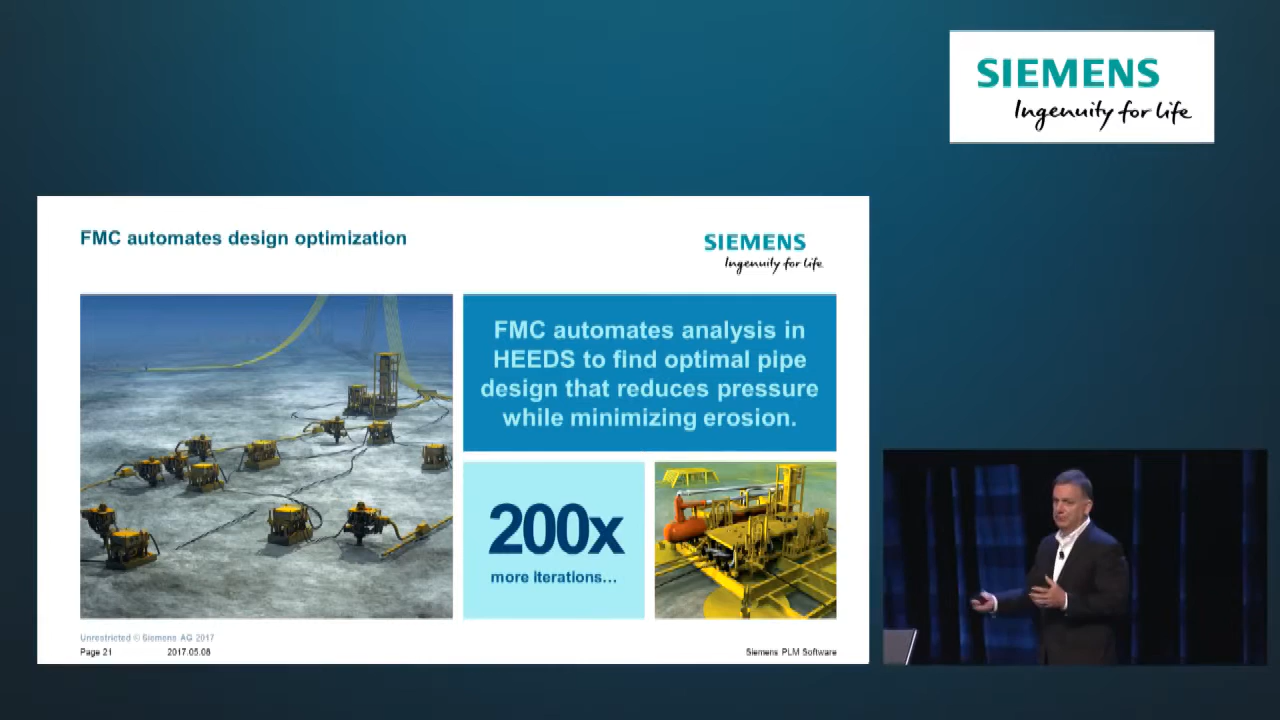 SIEMENS
Ingenuity for life
FMC automates design optimization
SIEMENS
Ingenuity for life
FMC automates analysis in
HEEDS to find optimal pipe
design that reduces pressure
while minimizing erosion.
200x
more iterations...
Unrestricted © Siemens AG 2017
Page 21
2017.05.08
Siemens PLM Software